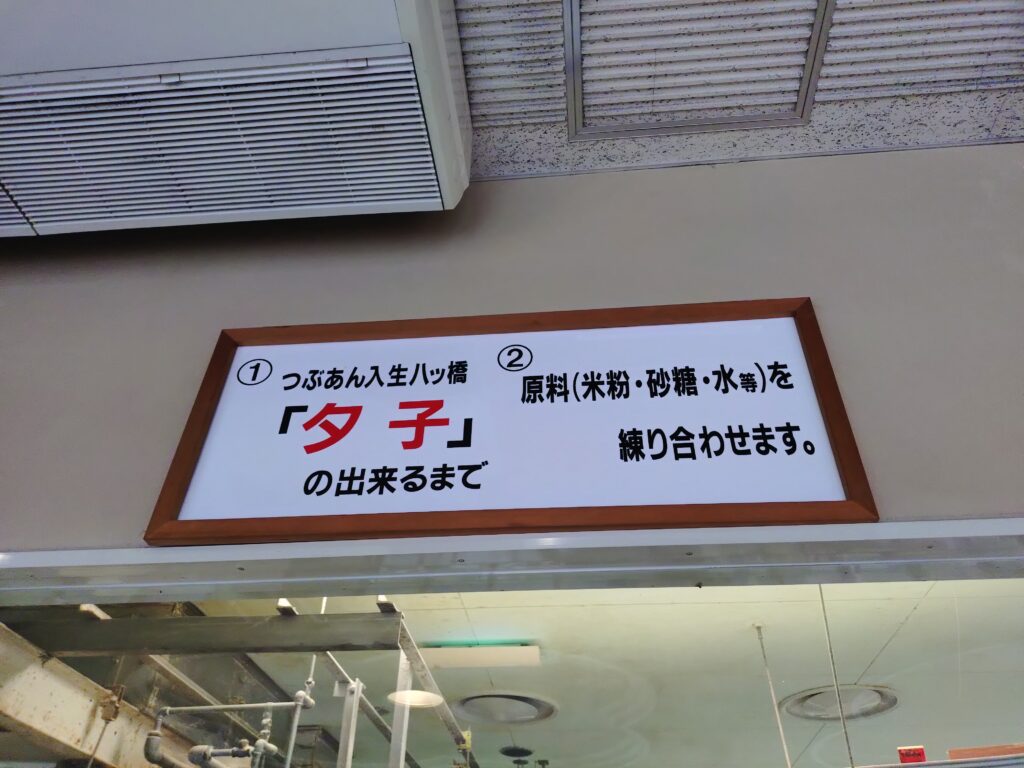 ① つぶあん入生八ッ橋
「夕子」
の出来るまで
② 原料(米粉・砂糖・水等)を
練り合わせます。